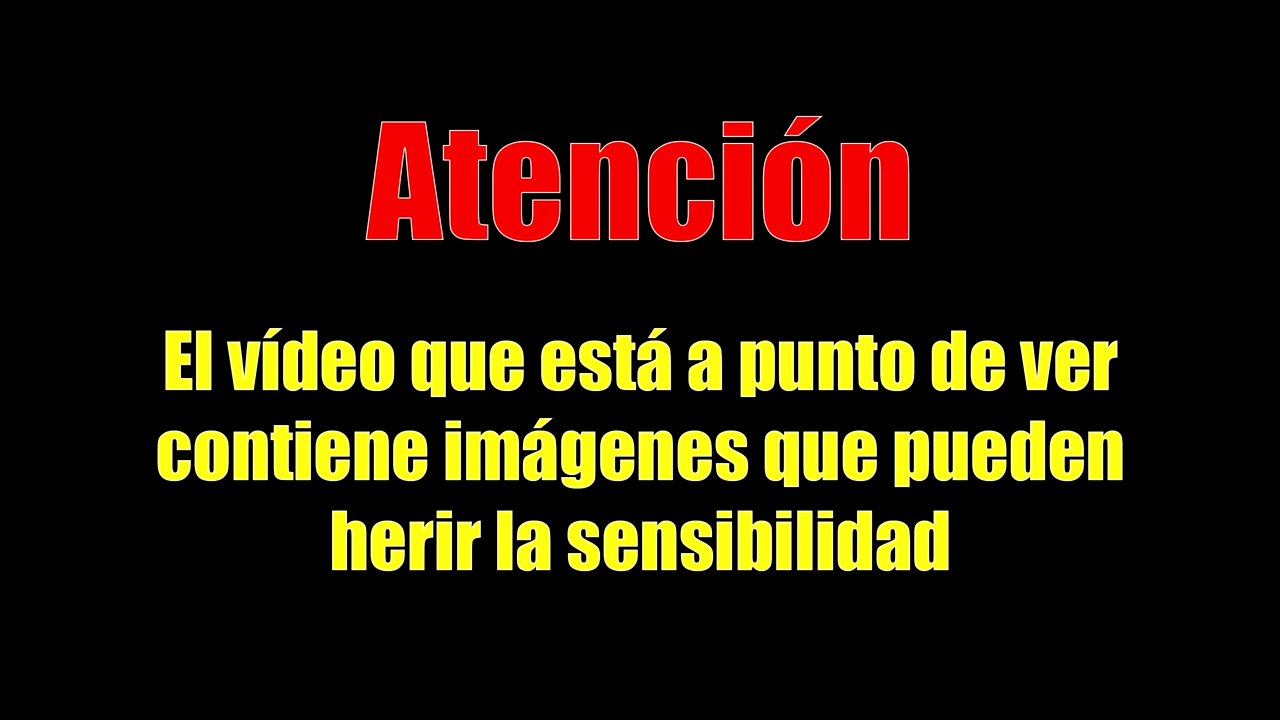 Atención
El vídeo que está a punto de ver
contiene imágenes que pueden
herir la sensibilidad